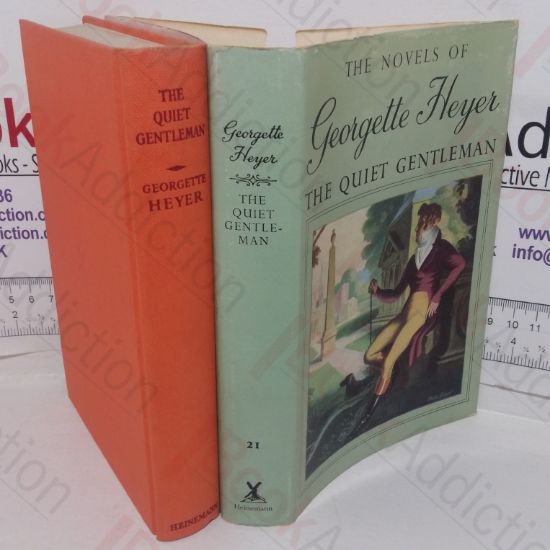 THE
QUIET
GENTLEMAN
GEORGETTE
HEYER
HEINEMANN
Georgette
Heyer
THE
QUIET
GENTLE-
MAN
21
Heinemann
THE NOVELS OF
Georgette Heyer
THE QUIET GENTLEMAN